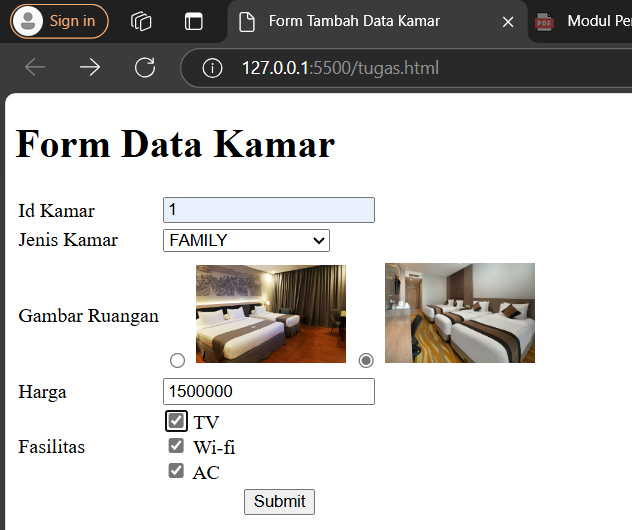 Sign in
Form Tambah Data Kamar
PDF
Modul Per
127.0.0.1:5500/tugas.html
Form Data Kamar
Id Kamar 1
Jenis Kamar FAMILY
Gambar Ruangan
Harga 1500000
TV
Fasilitas Wi-fi
AC
Submit